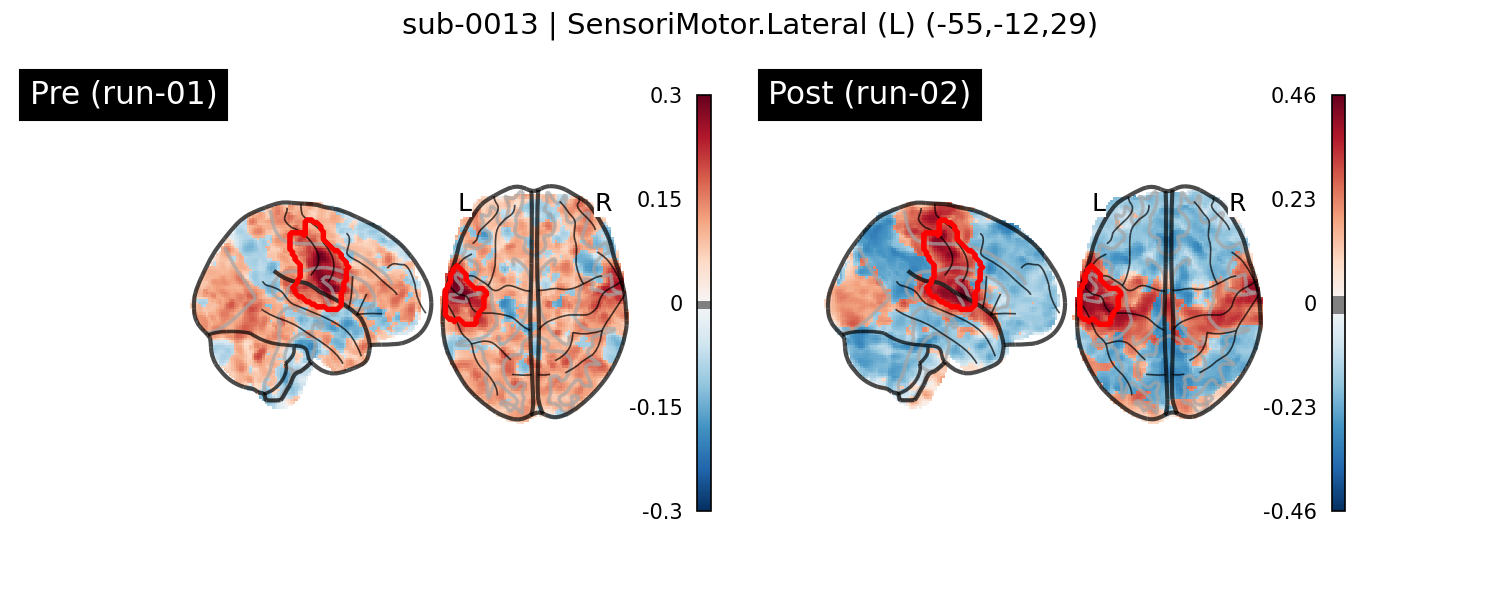 sub-0013 | SensoriMotor.Lateral (L) (-55,-12,29)
Pre (run-01)
L
R
0.3
0.15
0
-0.15
-0.3
Post (run-02)
L
R
0.46
0.23
0
-0.23
-0.46